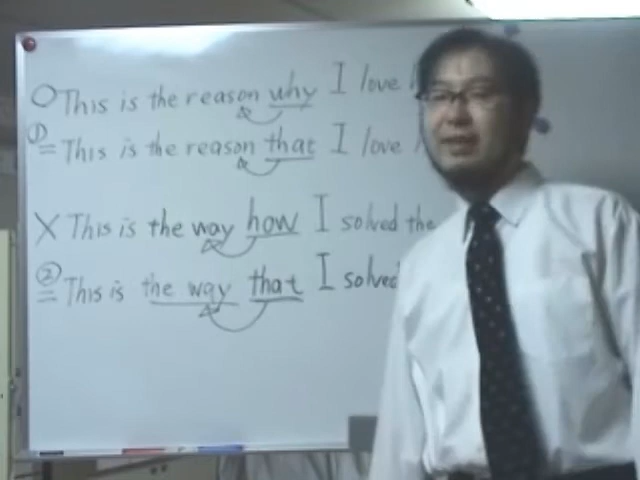 ○ This is the reason why I love
① = This is the reason that I love
× This is the way how I solved the
② = This is the way that I solved